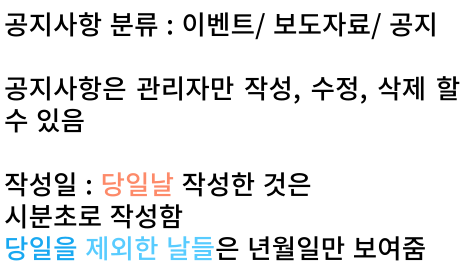 공지사항 분류 : 이벤트/ 보도자료/ 공지
공지사항은 관리자만 작성, 수정, 삭제 할
수 있음
작성일 : 당일날 작성한 것은
시분초로 작성함
당일을 제외한 날들은 년월일만 보여줌